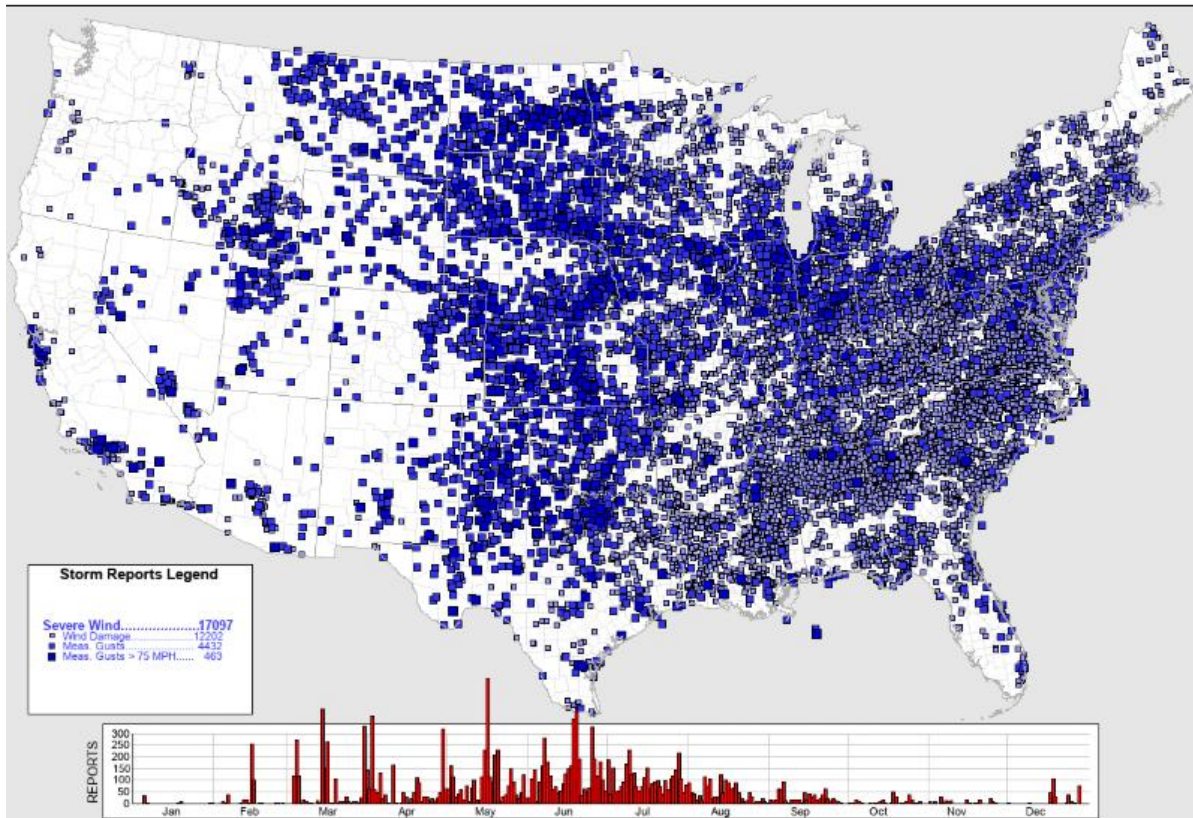 Storm Reports Legend
Severe Wind.....................17097
Wind Damage....................12202
Meas. Gusts......................4432
Meas. Gusts > 75 MPH...... 463
REPORTS
300
250
200
150
100
50
0
Jan Feb Mar Apr May Jun Jul Aug Sep Oct Nov Dec